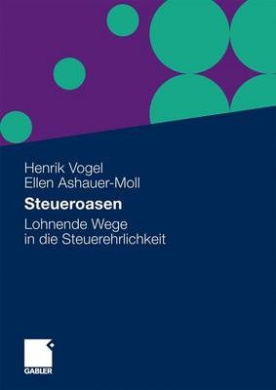 Henrik Vogel
Ellen Ashauer-Moll
Steueroasen
Lohnende Wege
in die Steuerehrlichkeit
GABLER